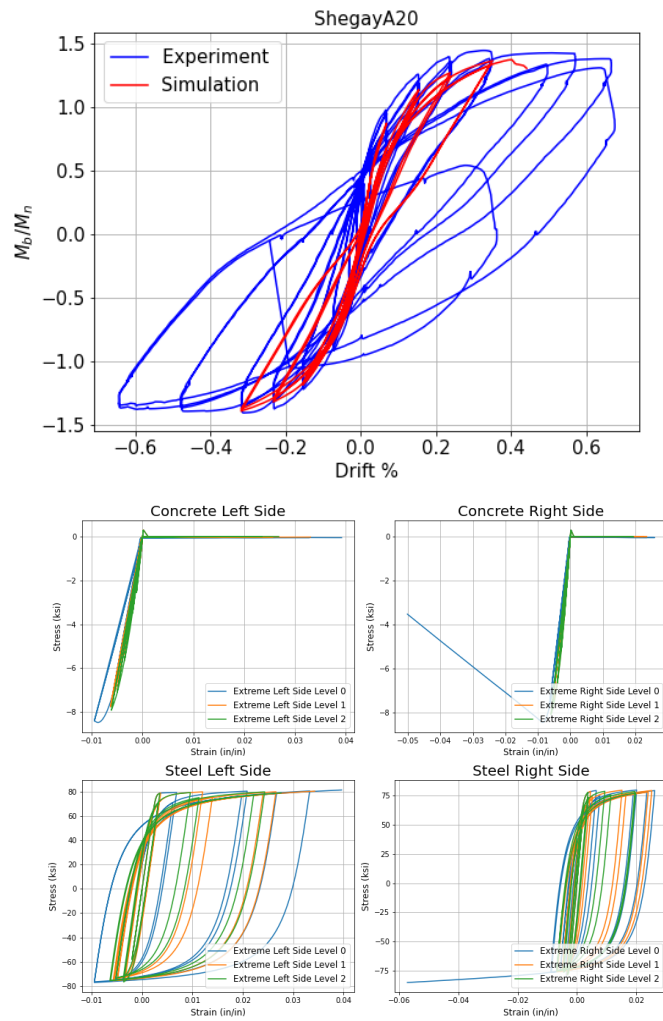 ShegayA20
Experiment
Simulation
1.5
1.0
0.5
0.0
−0.5
−1.0
−1.5
M_b/M_n
−0.6 −0.4 −0.2 0.0 0.2 0.4 0.6
Drift %
Concrete Left Side
0
−2
−4
−6
−8
Stress (ksi)
Extreme Left Side Level 0
Extreme Left Side Level 1
Extreme Left Side Level 2
−0.01 0.00 0.01 0.02 0.03 0.04
Strain (in/in)
Concrete Right Side
0
−2
−4
−6
−8
Stress (ksi)
Extreme Right Side Level 0
Extreme Right Side Level 1
Extreme Right Side Level 2
−0.05 −0.04 −0.03 −0.02 −0.01 0.00 0.01 0.02
Strain (in/in)
Steel Left Side
80
60
40
20
0
−20
−40
−60
−80
Stress (ksi)
Extreme Left Side Level 0
Extreme Left Side Level 1
Extreme Left Side Level 2
−0.01 0.00 0.01 0.02 0.03 0.04
Strain (in/in)
Steel Right Side
75
50
25
0
−25
−50
−75
Stress (ksi)
Extreme Right Side Level 0
Extreme Right Side Level 1
Extreme Right Side Level 2
−0.06 −0.04 −0.02 0.00 0.02
Strain (in/in)